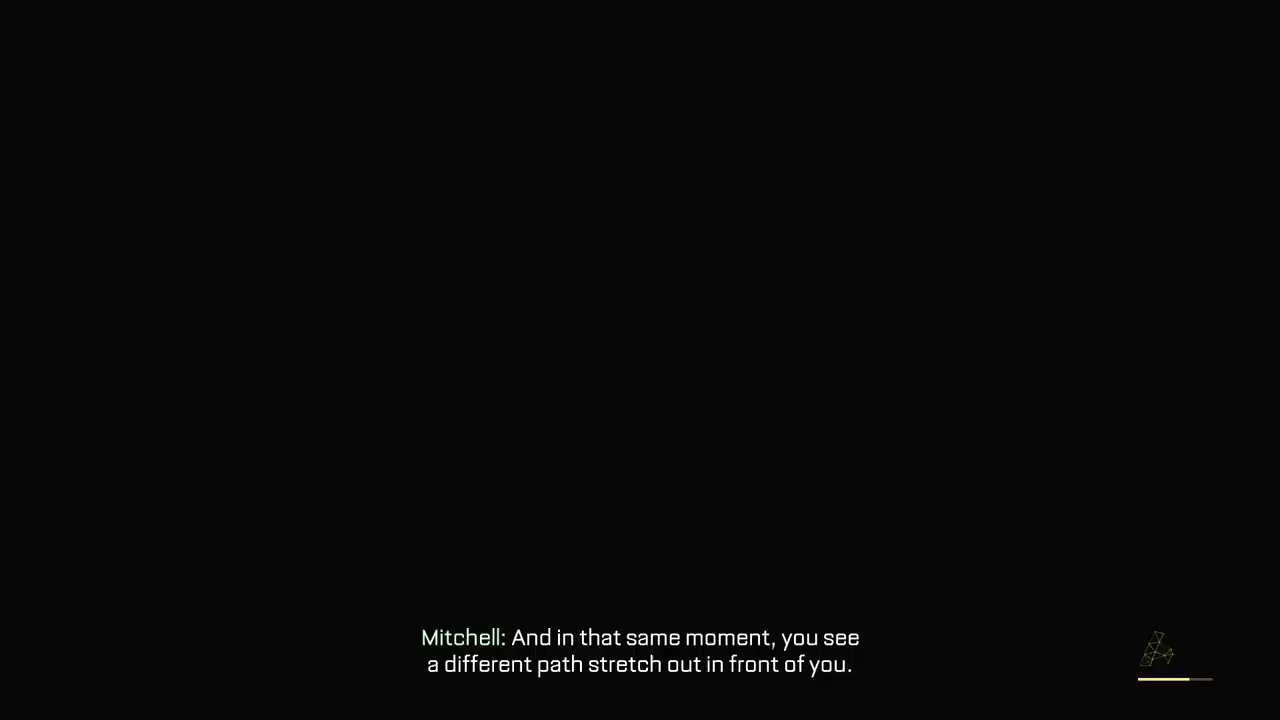 Mitchell: And in that same moment, you see
a different path stretch out in front of you.